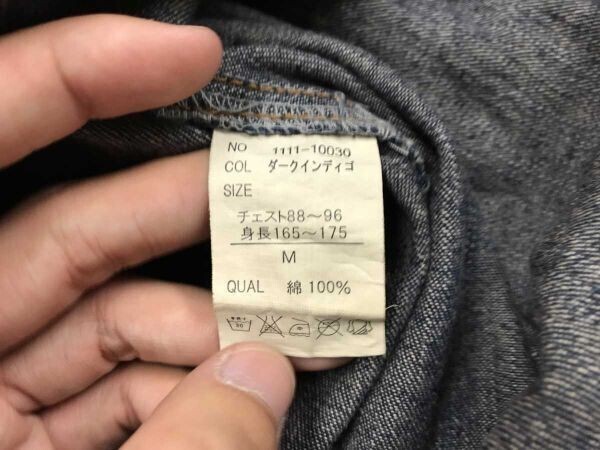 NO 1111-10030
COL ダークインディゴ
SIZE
チェスト88～96
身長165～175
M
QUAL 綿 100%